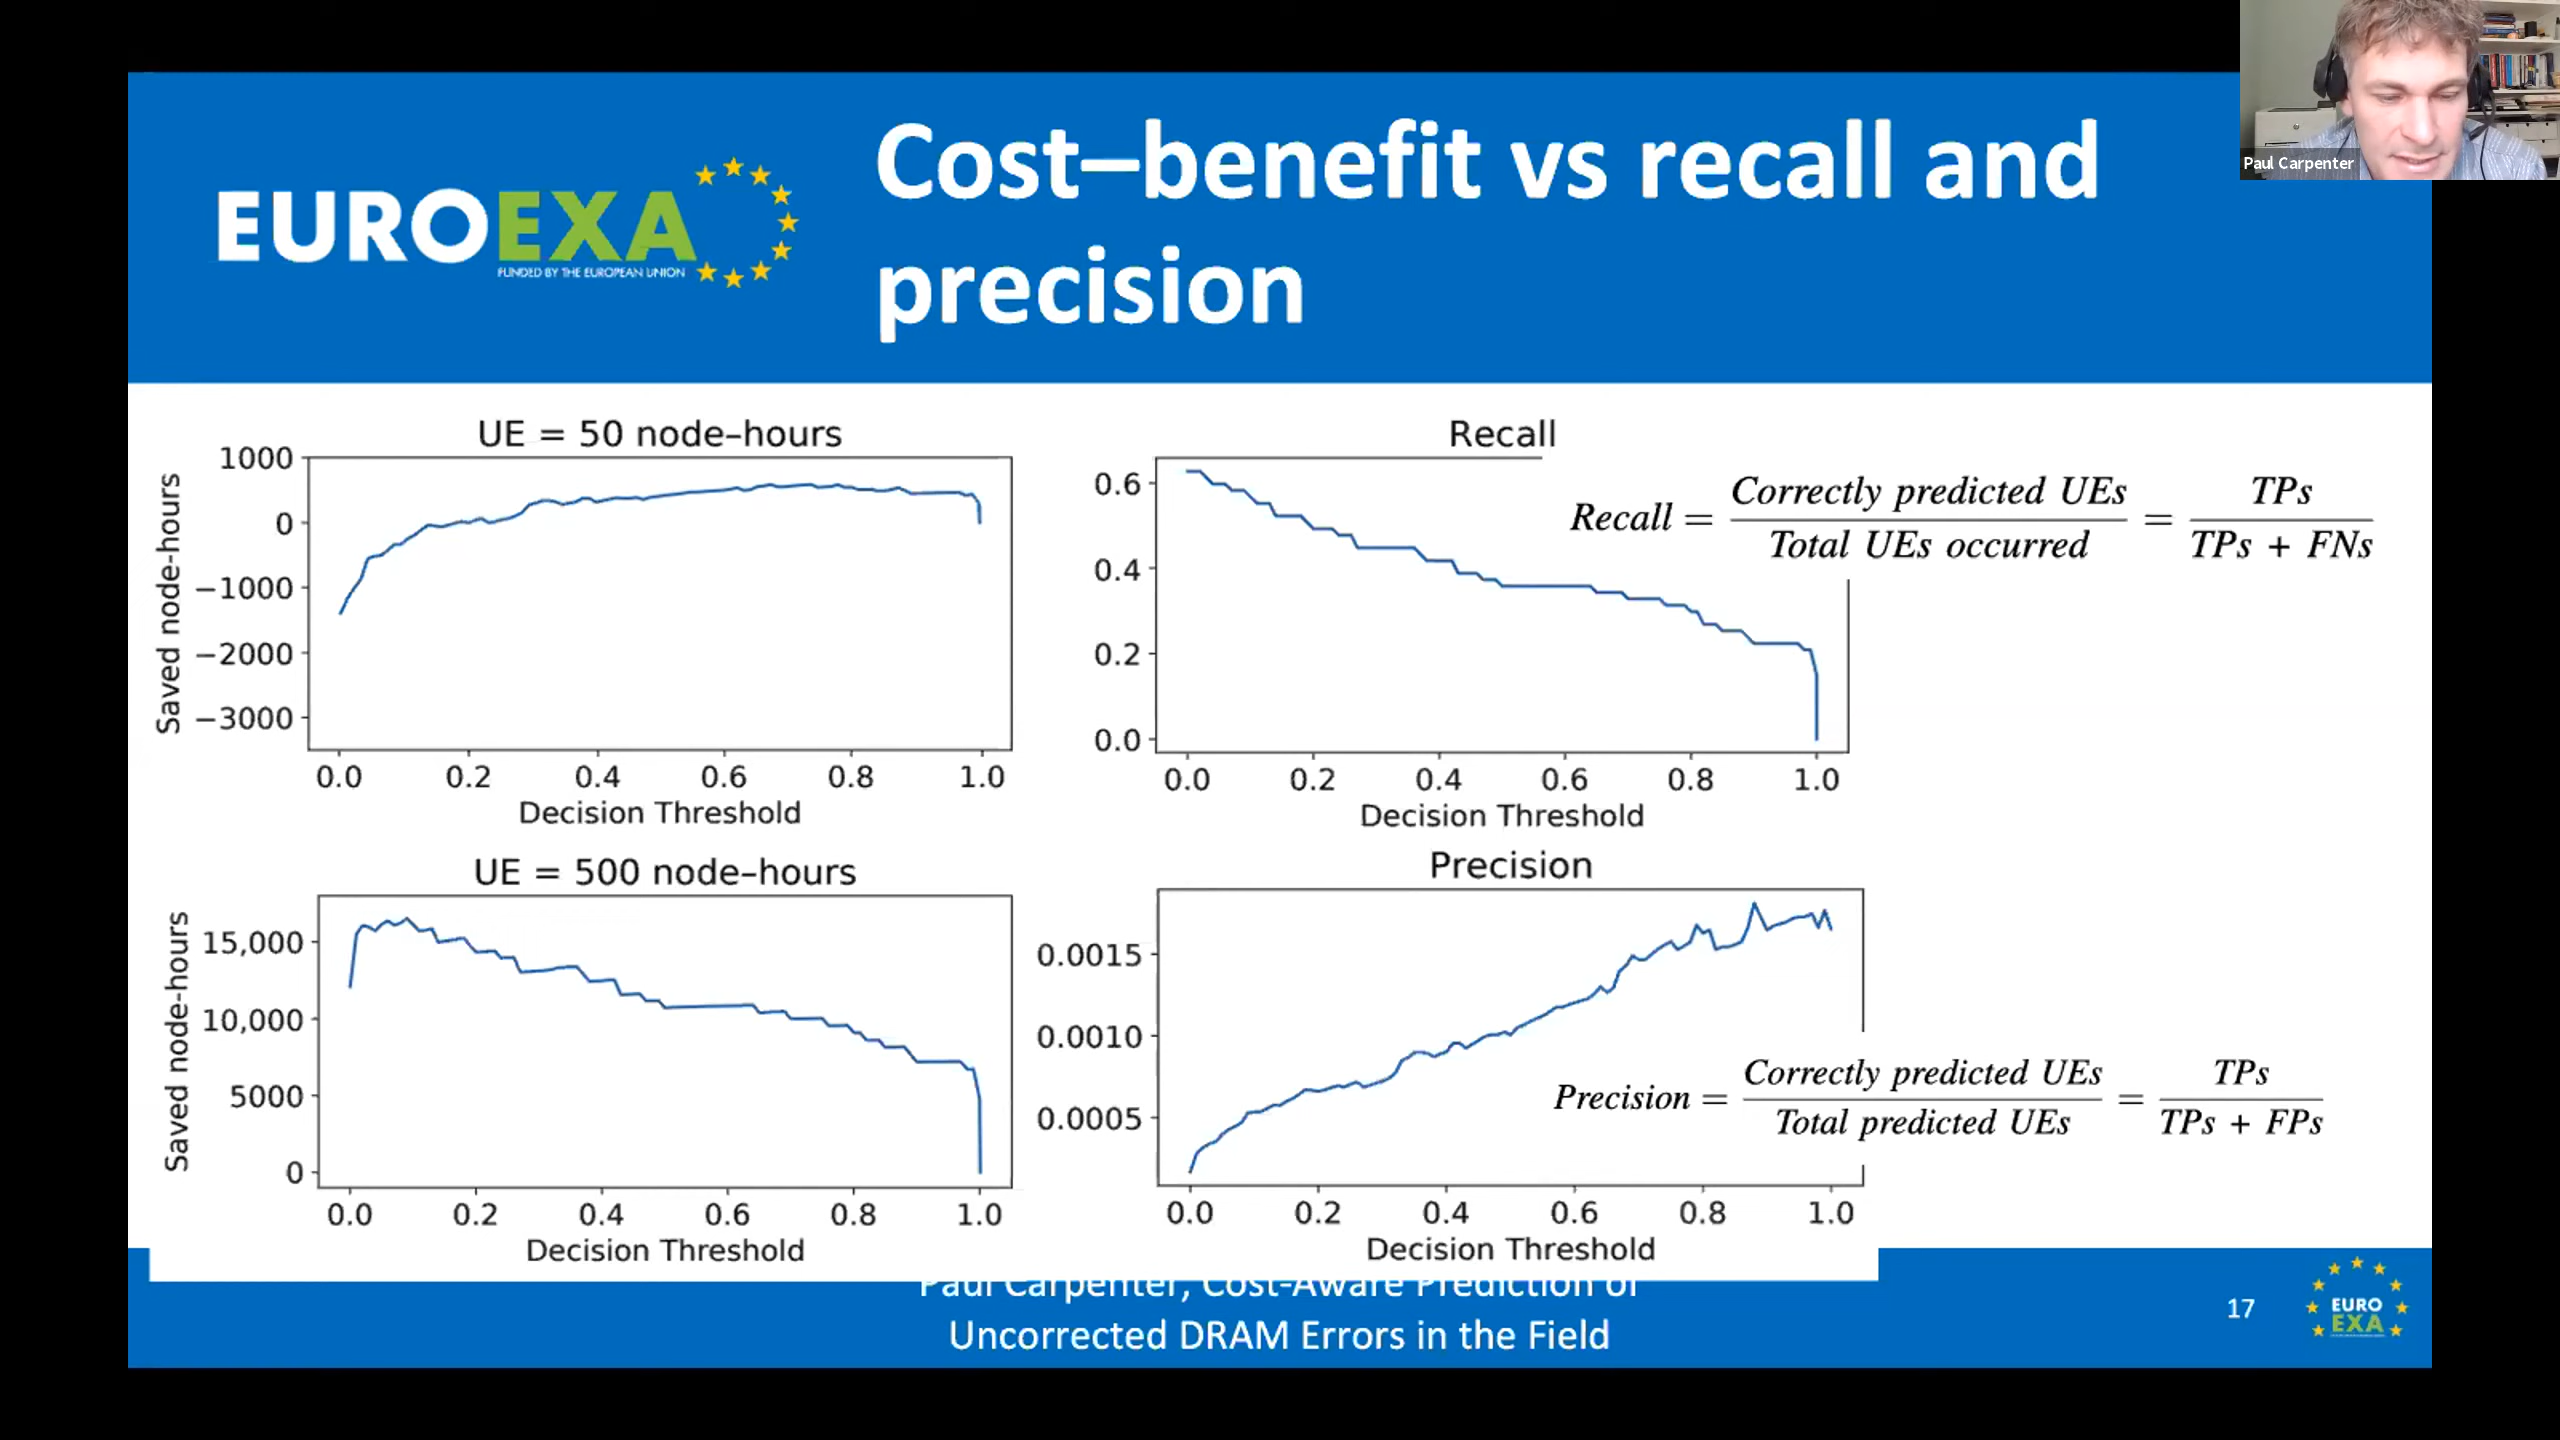 Paul Carpenter
Cost–benefit vs recall and
precision
EUROEXA
FUNDED BY THE EUROPEAN UNION
UE = 50 node–hours
Saved node-hours
1000
0
−1000
−2000
−3000
0.0 0.2 0.4 0.6 0.8 1.0
Decision Threshold
Recall
0.6
0.4
0.2
0.0
0.0 0.2 0.4 0.6 0.8 1.0
Decision Threshold
Recall = Correctly predicted UEs / Total UEs occurred = TPs / TPs + FNs
UE = 500 node–hours
Saved node-hours
15,000
10,000
5000
0
0.0 0.2 0.4 0.6 0.8 1.0
Decision Threshold
Precision
0.0015
0.0010
0.0005
0.0 0.2 0.4 0.6 0.8 1.0
Decision Threshold
Precision = Correctly predicted UEs / Total predicted UEs = TPs / TPs + FPs
Paul Carpenter, Cost-Aware Prediction of
Uncorrected DRAM Errors in the Field
17
EURO
EXA